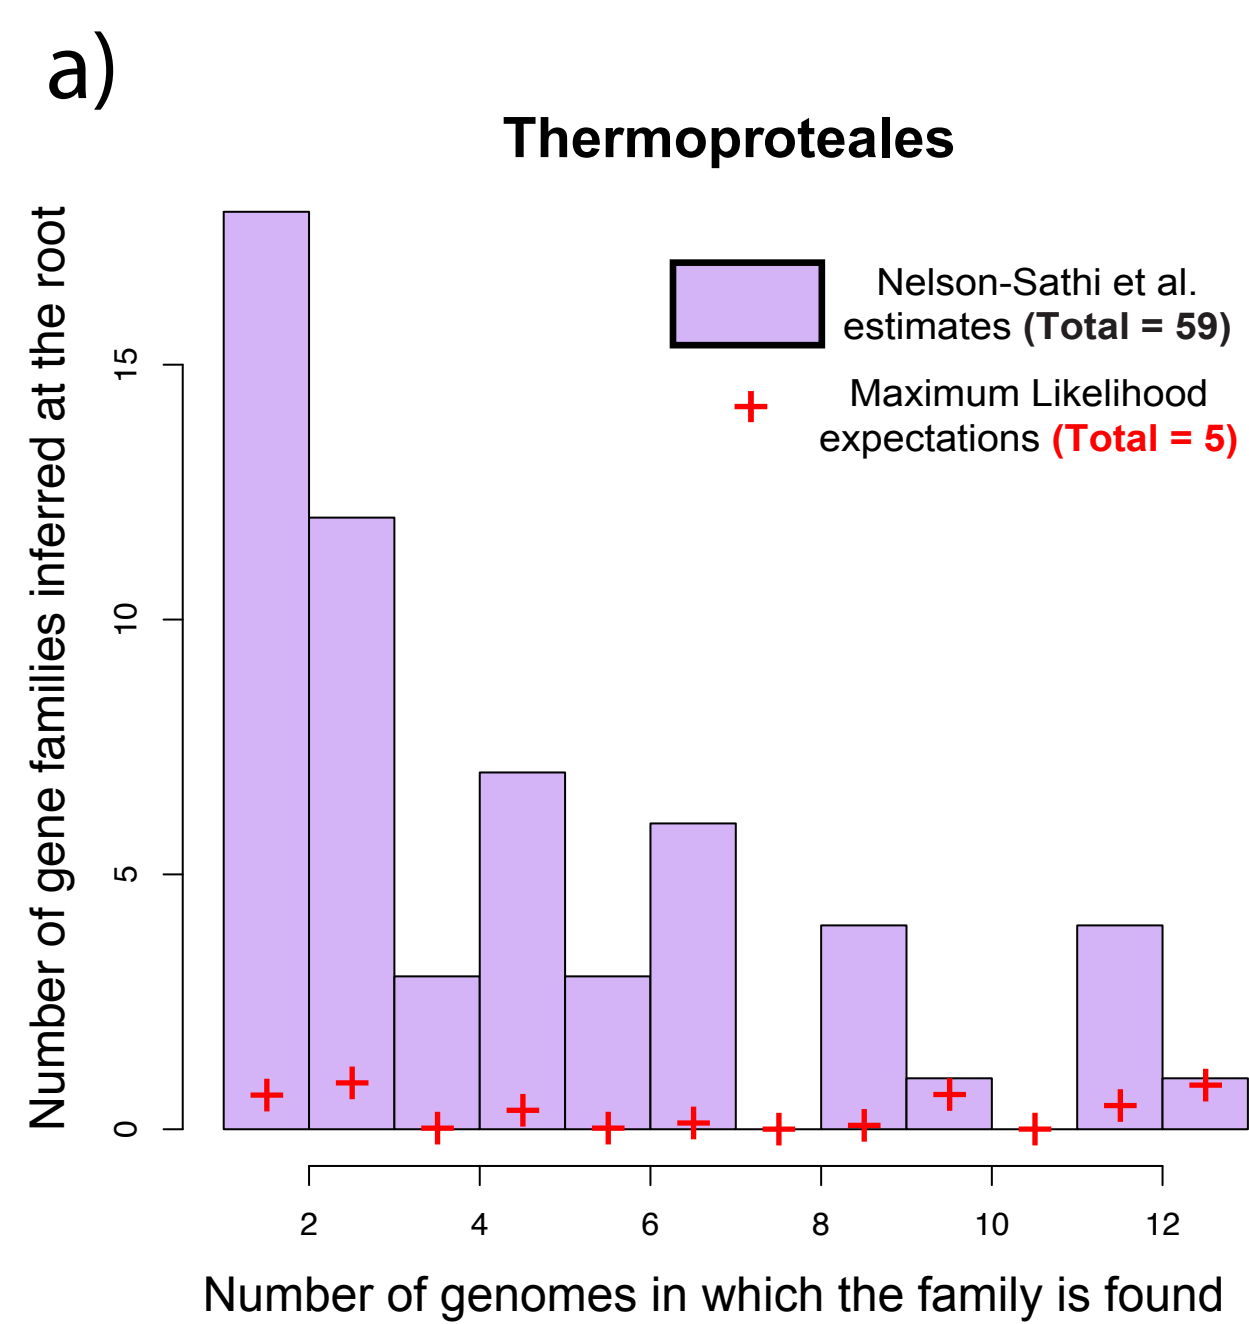 a)
Thermoproteales
Number of gene families inferred at the root
15
10
5
0
Nelson-Sathi et al.
estimates (Total = 59)
Maximum Likelihood
expectations (Total = 5)
2 4 6 8 10 12
Number of genomes in which the family is found